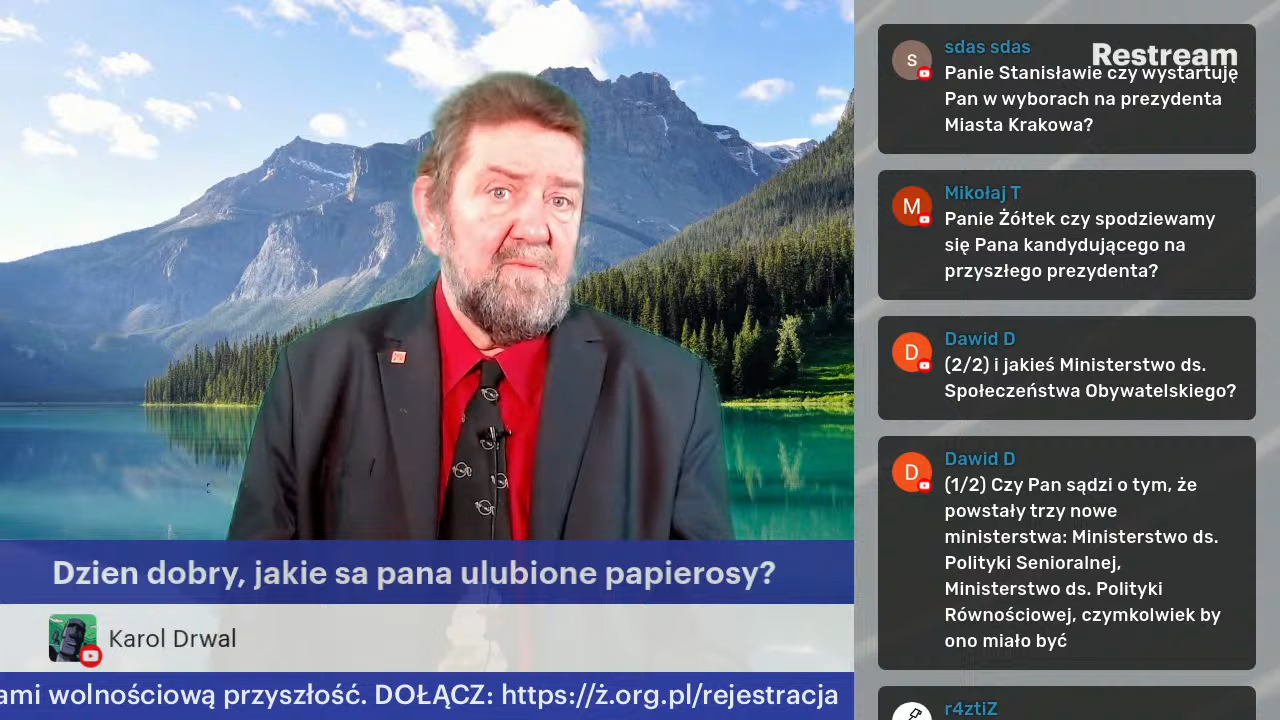 Dzien dobry, jakie sa pana ulubione papierosy?
Karol Drwal
ami wolnościową przyszłość. DOŁĄCZ: https://ż.org.pl/rejestracja
Restream
s
sdas sdas
Panie Stanisławie czy wystartuję
Pan w wyborach na prezydenta
Miasta Krakowa?
M
Mikołaj T
Panie Żółtek czy spodziewamy
się Pana kandydującego na
przyszłego prezydenta?
D
Dawid D
(2/2) i jakieś Ministerstwo ds.
Społeczeństwa Obywatelskiego?
D
Dawid D
(1/2) Czy Pan sądzi o tym, że
powstały trzy nowe
ministerstwa: Ministerstwo ds.
Polityki Senioralnej,
Ministerstwo ds. Polityki
Równościowej, czymkolwiek by
ono miało być
r4ztiZ